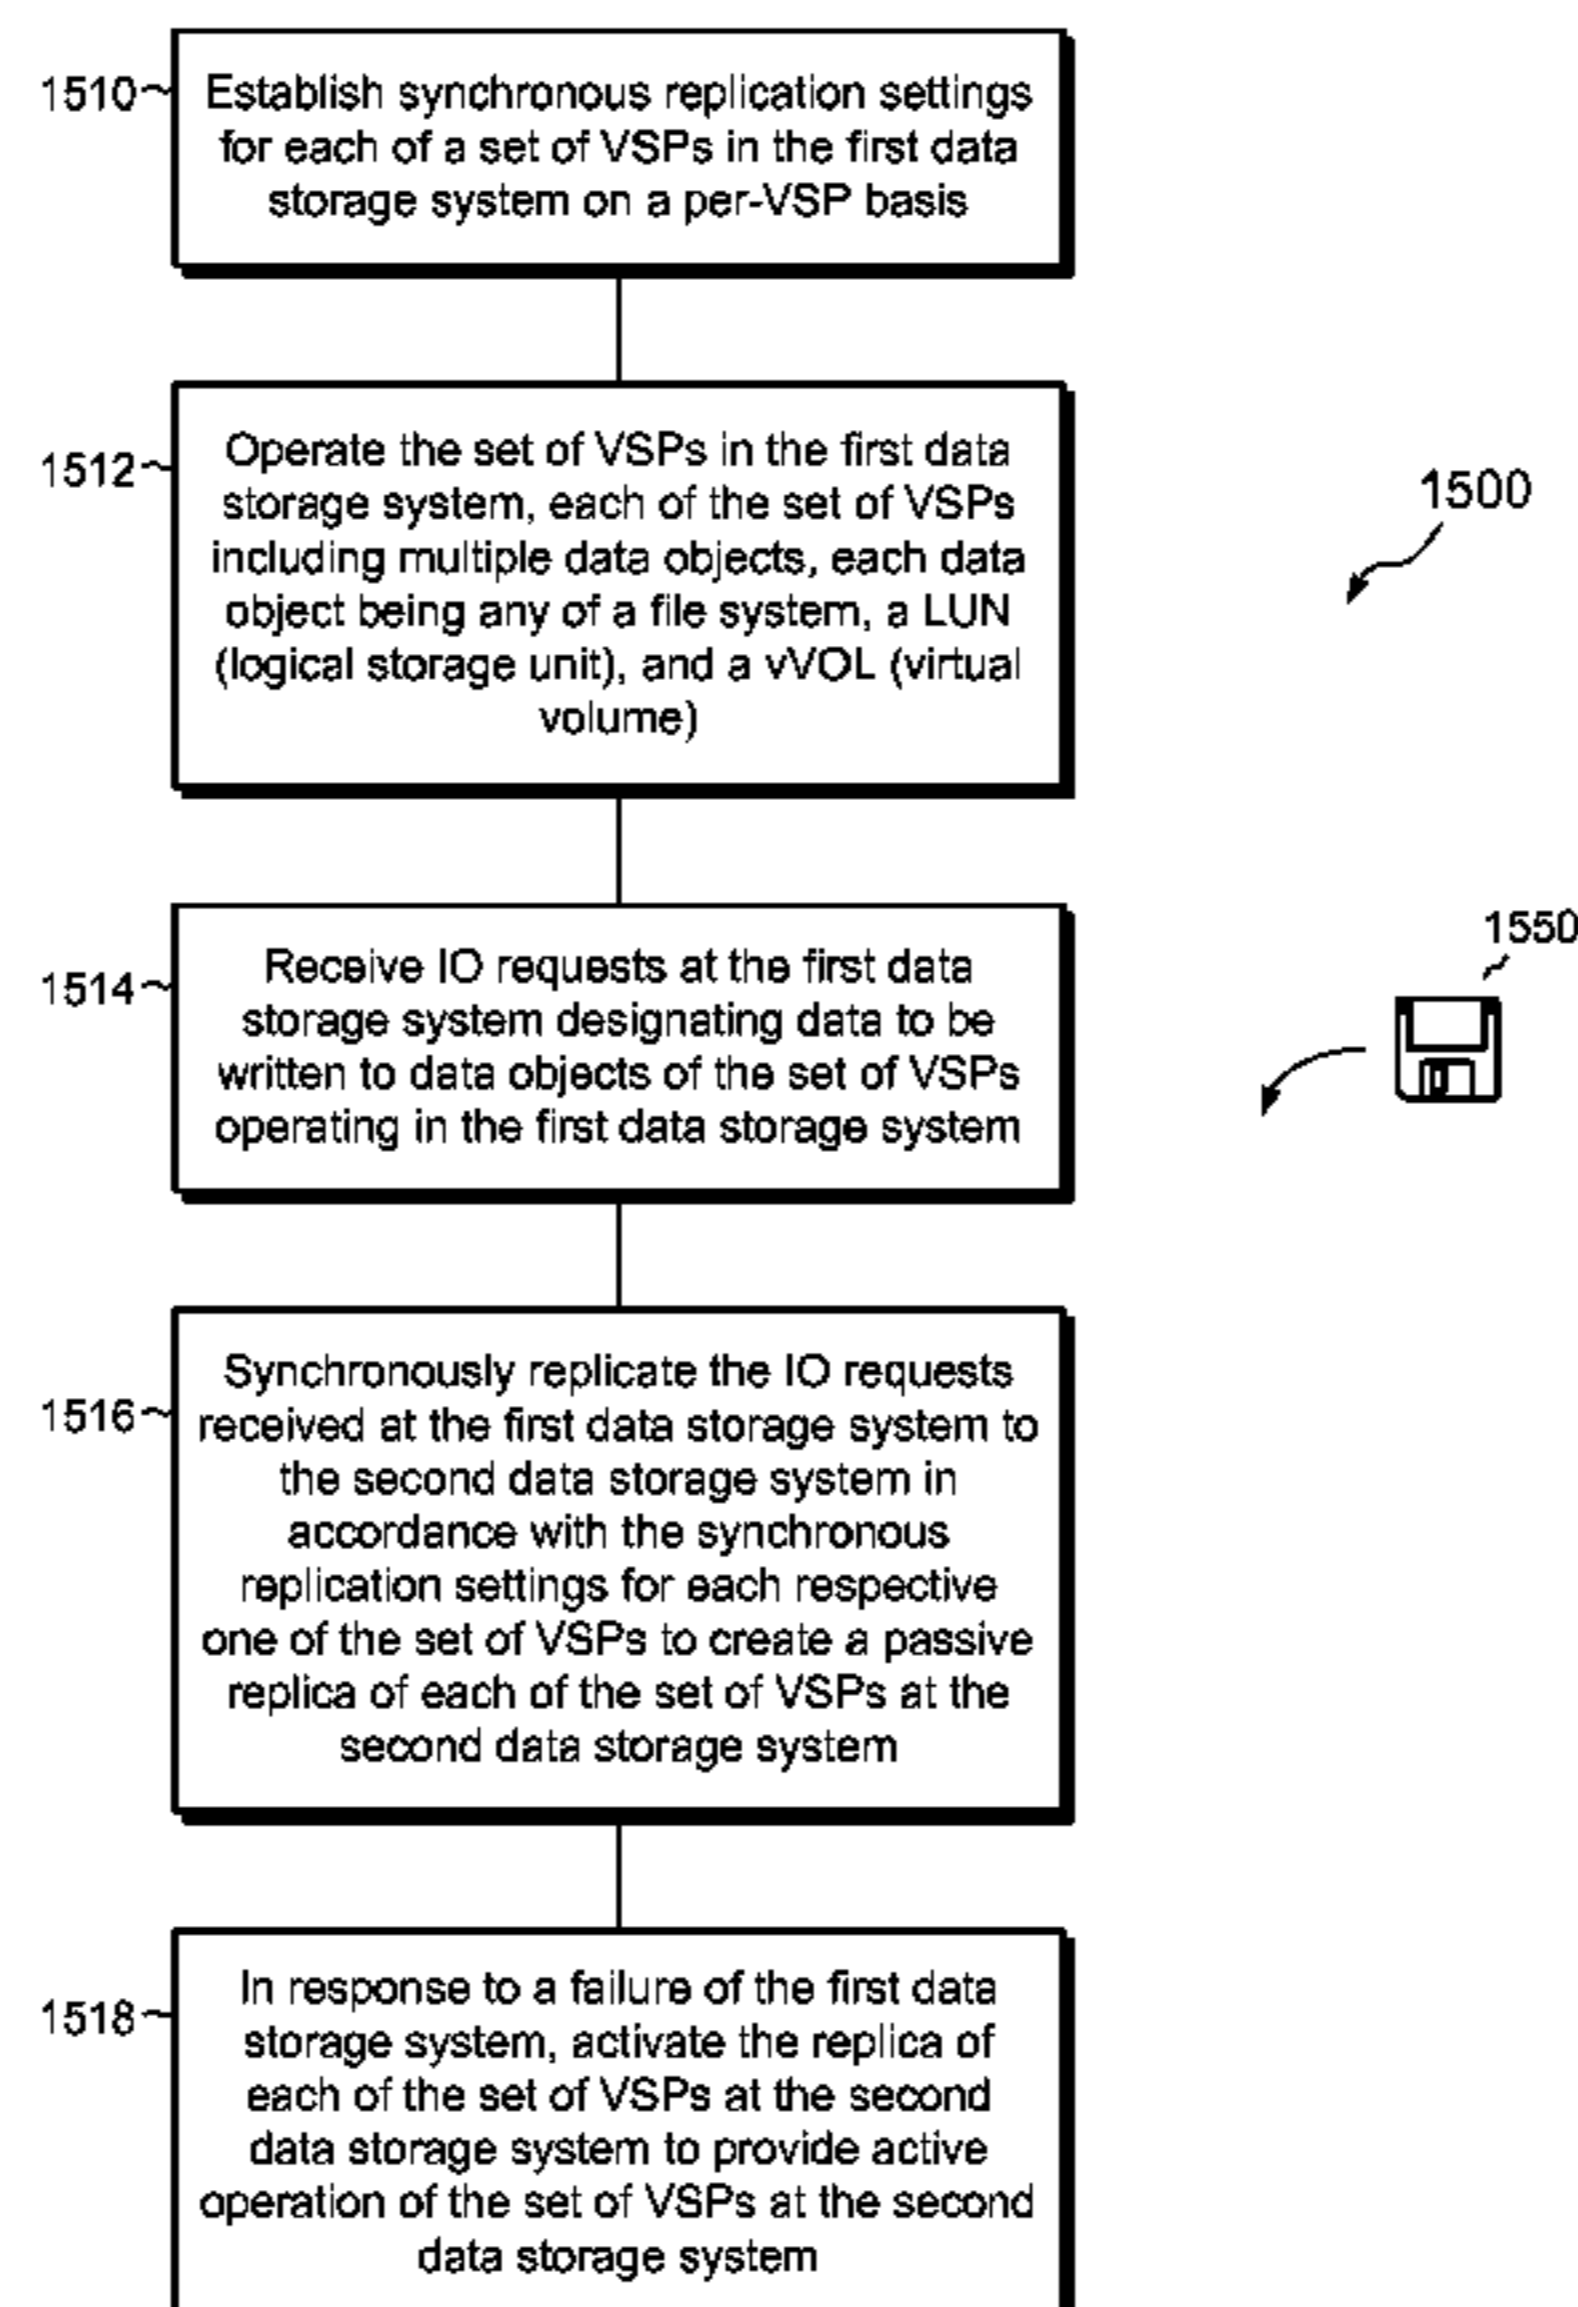 1510
Establish synchronous replication settings
for each of a set of VSPs in the first data
storage system on a per-VSP basis
1512
Operate the set of VSPs in the first data
storage system, each of the set of VSPs
including multiple data objects, each data
object being any of a file system, a LUN
(logical storage unit), and a vVOL (virtual
volume)
1500
1514
Receive IO requests at the first data
storage system designating data to be
written to data objects of the set of VSPs
operating in the first data storage system
1550
1516
Synchronously replicate the IO requests
received at the first data storage system to
the second data storage system in
accordance with the synchronous
replication settings for each respective
one of the set of VSPs to create a passive
replica of each of the set of VSPs at the
second data storage system
1518
In response to a failure of the first data
storage system, activate the replica of
each of the set of VSPs at the second
data storage system to provide active
operation of the set of VSPs at the second
data storage system